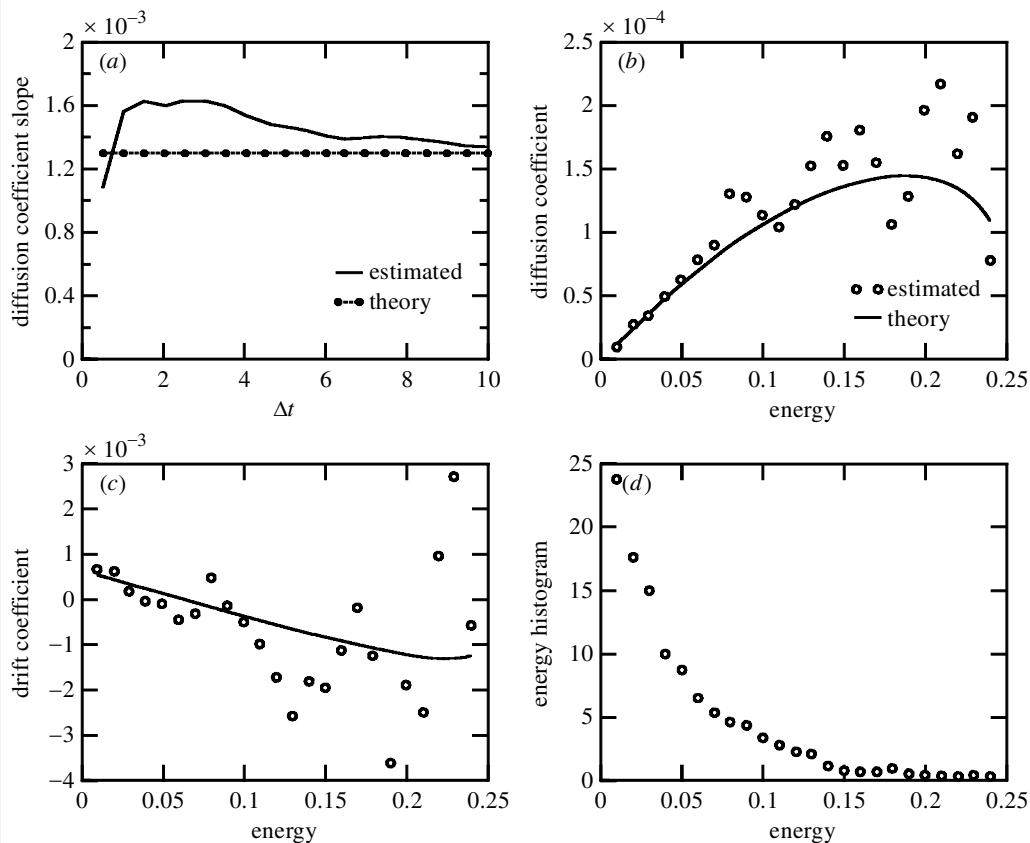 × 10⁻³
2
(a)
1.6
1.2
0.8
0.4
0
diffusion coefficient slope
estimated
theory
0 2 4 6 8 10
Δt
× 10⁻⁴
2.5
(b)
2
1.5
1
0.5
0
diffusion coefficient
estimated
theory
0 0.05 0.1 0.15 0.20 0.25
energy
× 10⁻³
3
(c)
2
1
0
−1
−2
−3
−4
drift coefficient
0 0.05 0.1 0.15 0.2 0.25
energy
25
(d)
20
15
10
5
0
energy histogram
0 0.05 0.1 0.15 0.20 0.25
energy